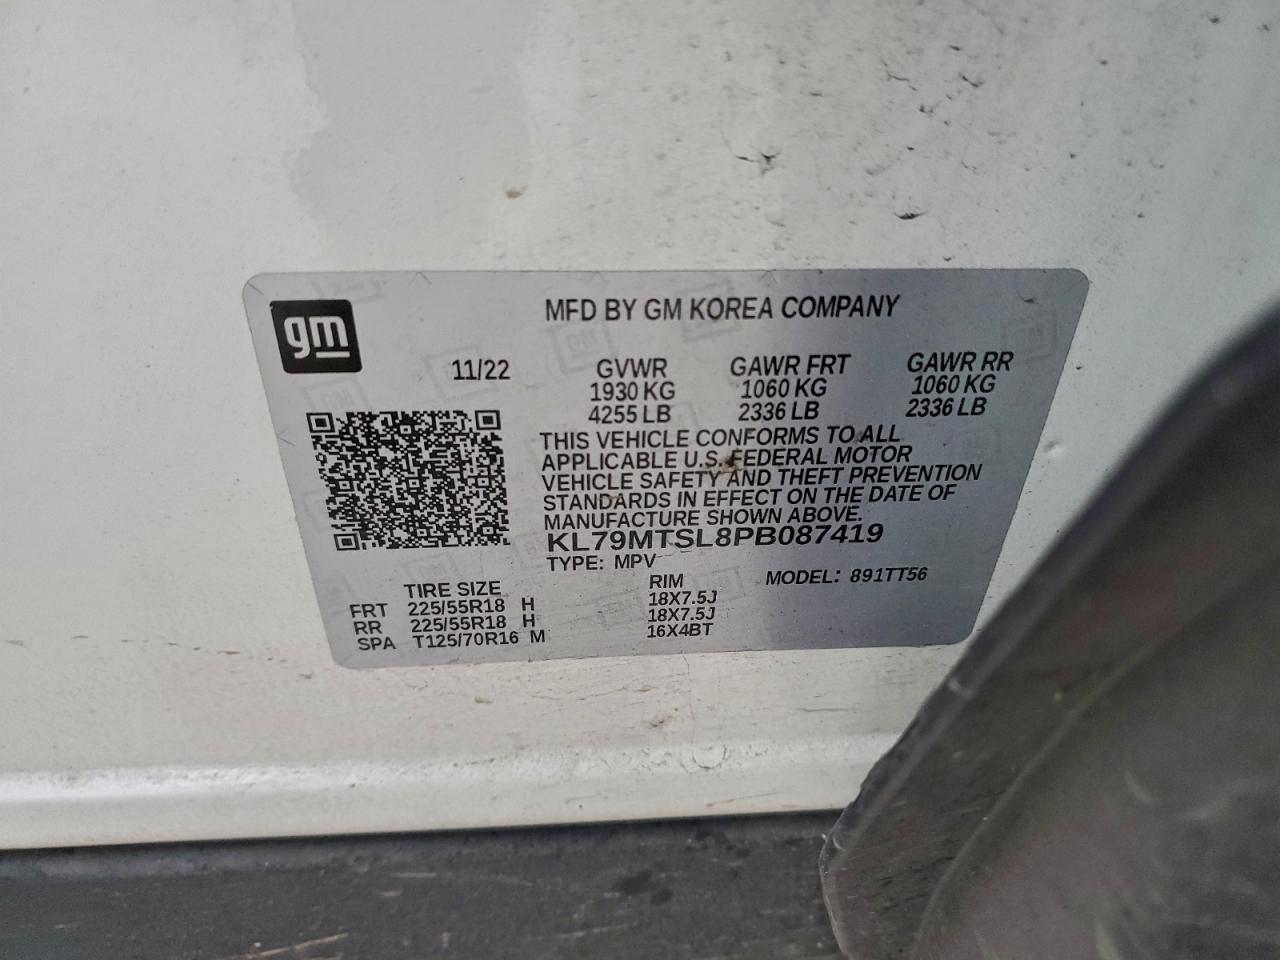 gm
MFD BY GM KOREA COMPANY
11/22 GVWR GAWR FRT GAWR RR
1930 KG 1060 KG 1060 KG
4255 LB 2336 LB 2336 LB
THIS VEHICLE CONFORMS TO ALL
APPLICABLE U.S. FEDERAL MOTOR
VEHICLE SAFETY AND THEFT PREVENTION
STANDARDS IN EFFECT ON THE DATE OF
MANUFACTURE SHOWN ABOVE.
KL79MTSL8PB087419
TYPE: MPV MODEL: 891TT56
TIRE SIZE RIM
FRT 225/55R18 H 18X7.5J
RR 225/55R18 H 18X7.5J
SPA T125/70R16 M 16X4BT